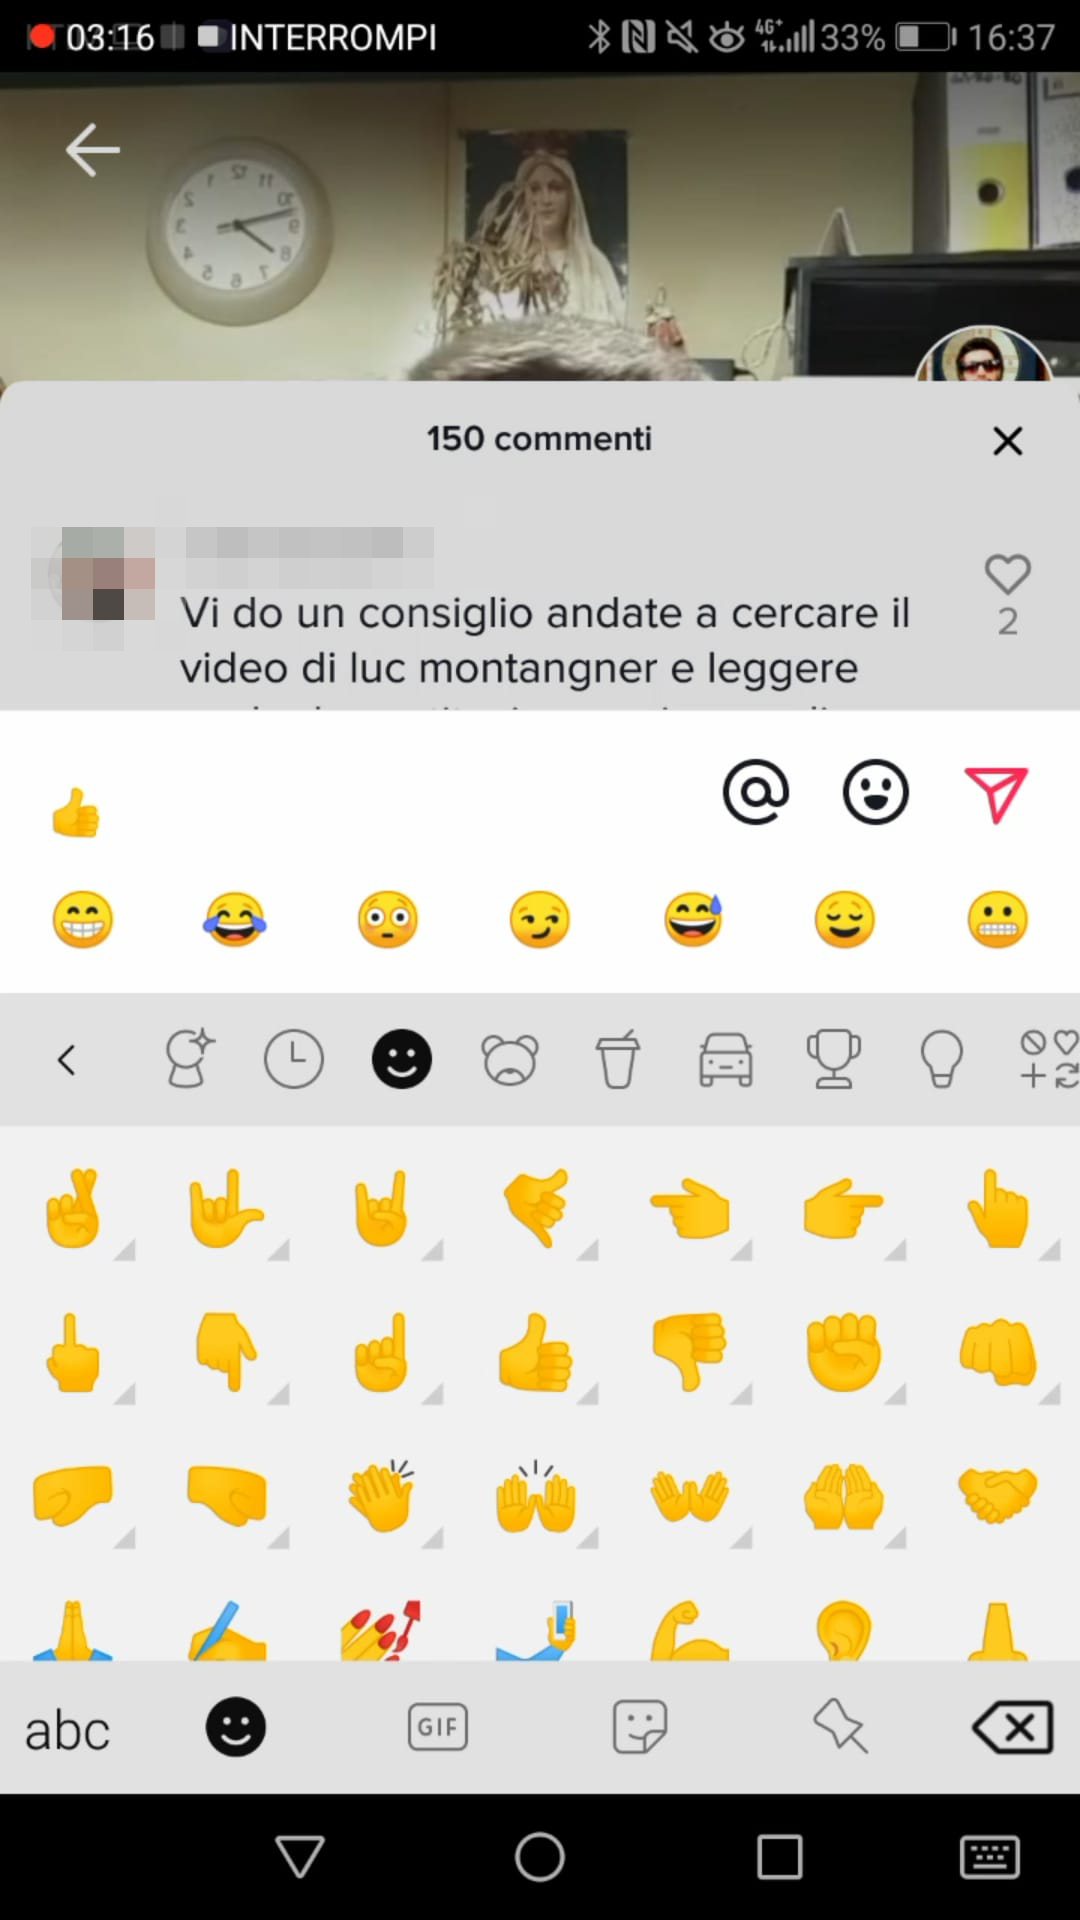 03:16 INTERROMPI 4G+ 33% 16:37
150 commenti
Vi do un consiglio andate a cercare il
2
video di luc montangner e leggere
GIF
abc